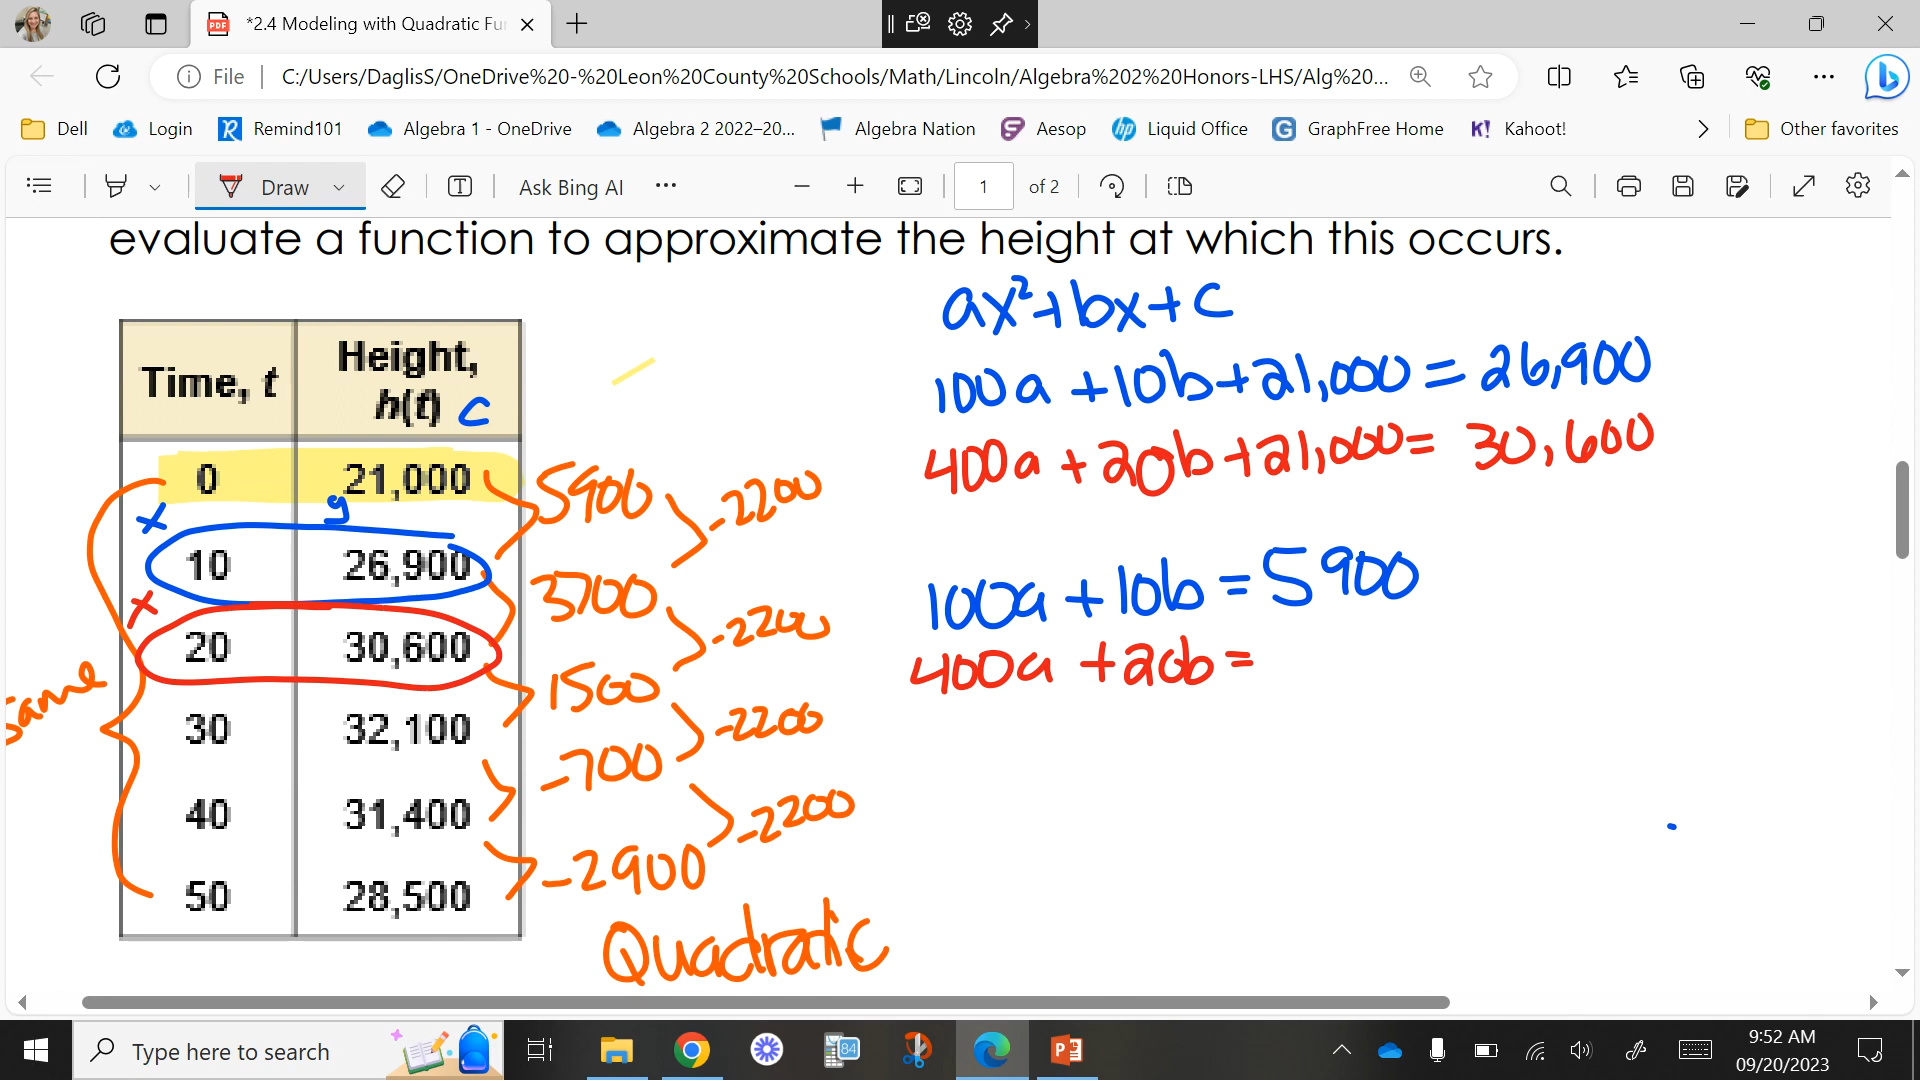 *2.4 Modeling with Quadratic Fu
File
C:/Users/DaglisS/OneDrive%20-%20Leon%20County%20Schools/Math/Lincoln/Algebra%202%20Honors-LHS/Alg%20...
Dell
Login
Remind101
Algebra 1 - OneDrive
Algebra 2 2022–20...
Algebra Nation
Aesop
Liquid Office
GraphFree Home
Kahoot!
Other favorites
Draw
Ask Bing AI
1 of 2
evaluate a function to approximate the height at which this occurs.
Time, t
Height, h(t) c
0 21,000
x y
10 26,900
x
20 30,600
30 32,100
40 31,400
50 28,500
same
5900
3700
1500
-700
-2900
-2200
-2200
-2200
-2200
Quadratic
ax²+bx+c
100a +10b+21,000=26,900
400a +20b+21,000= 30,600
100a +10b =5900
400a +20b =
Type here to search
84
9:52 AM
09/20/2023